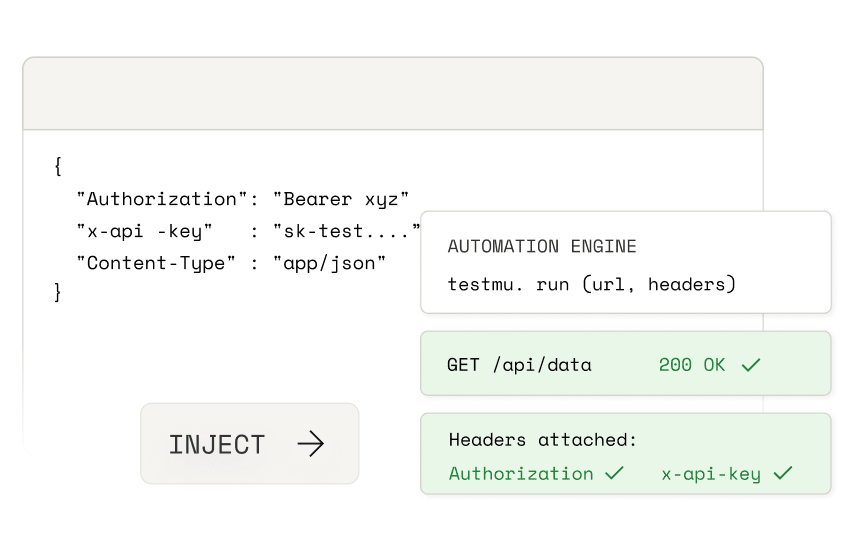 {
"Authorization": "Bearer xyz"
"x-api -key" : "sk-test...."
"Content-Type" : "app/json"
}
INJECT →
AUTOMATION ENGINE
testmu. run (url, headers)
GET /api/data 200 OK ✓
Headers attached:
Authorization ✓ x-api-key ✓